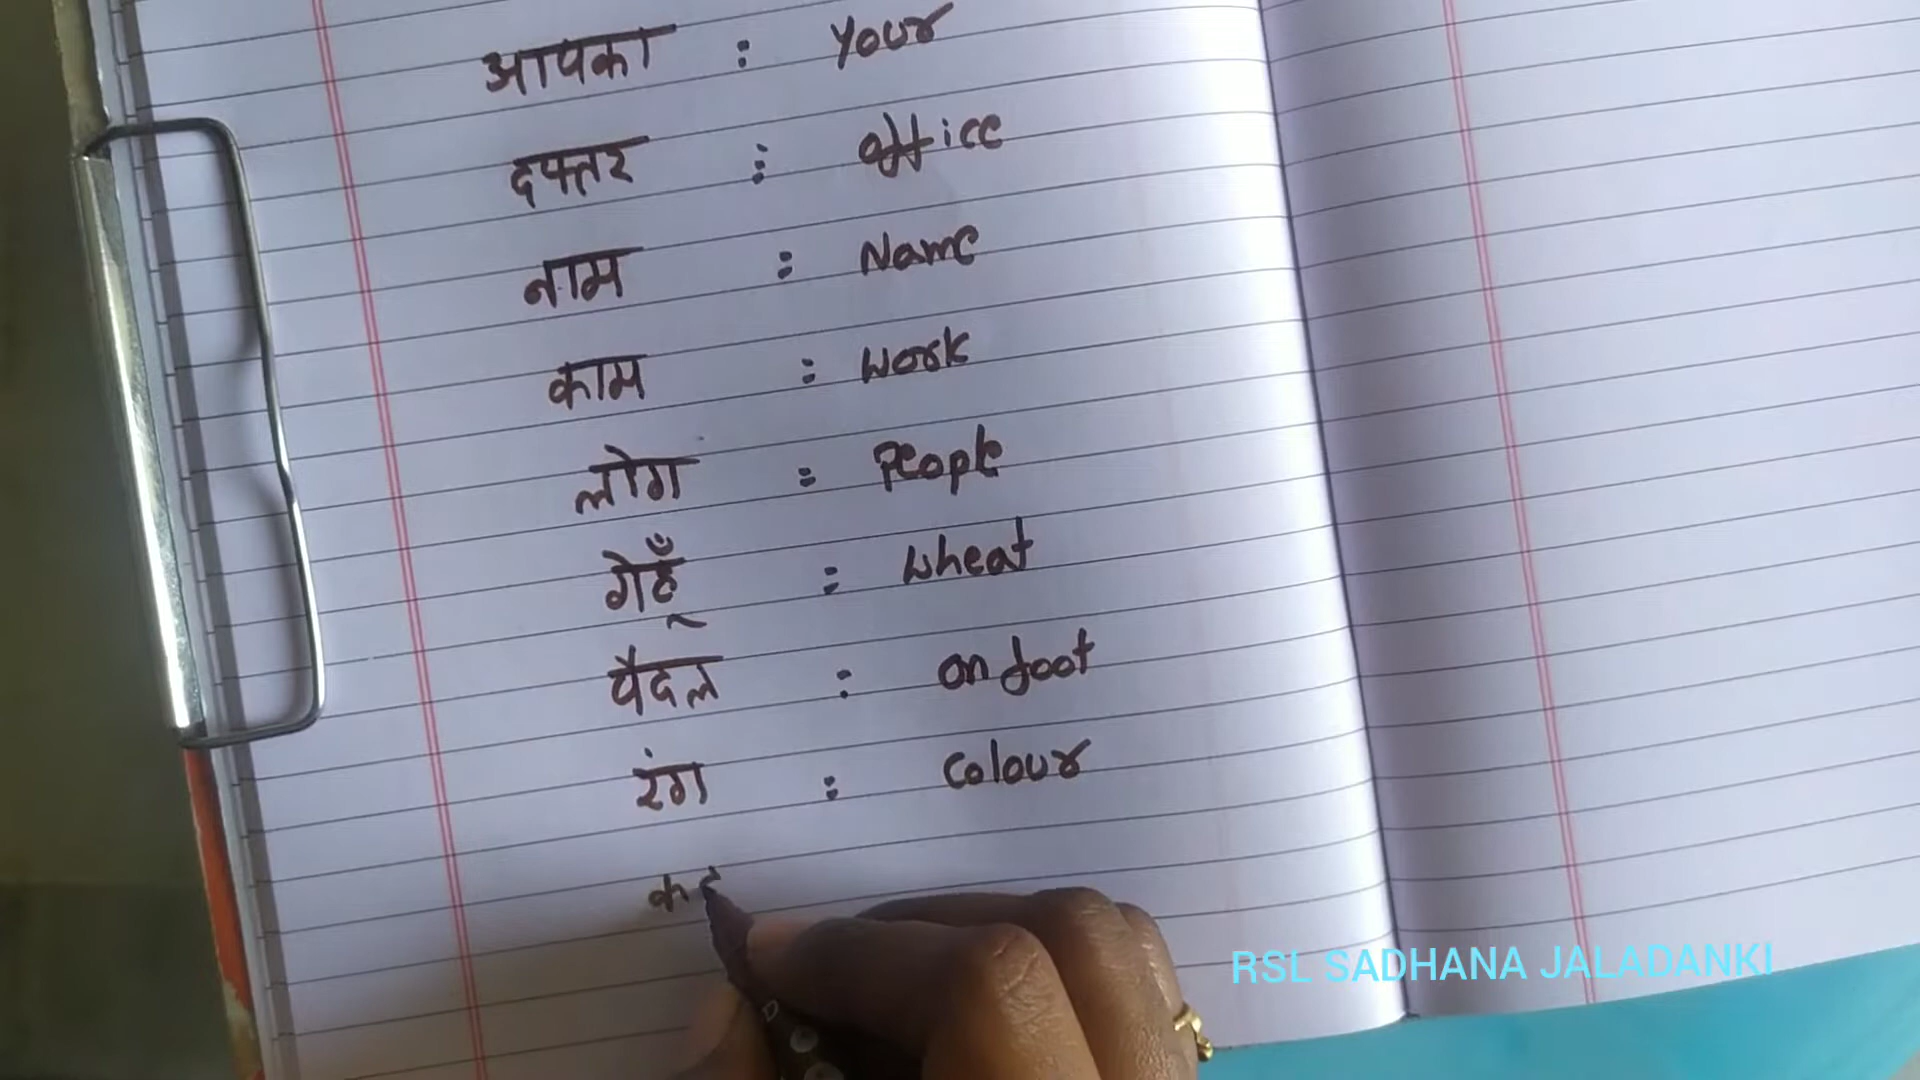 आपका : Your
दफ्तर : office
नाम : Name
काम : work
लोग : People
गेहूँ : wheat
पैदल : on foot
रंग : Colour
RSL SADHANA JALADANKI